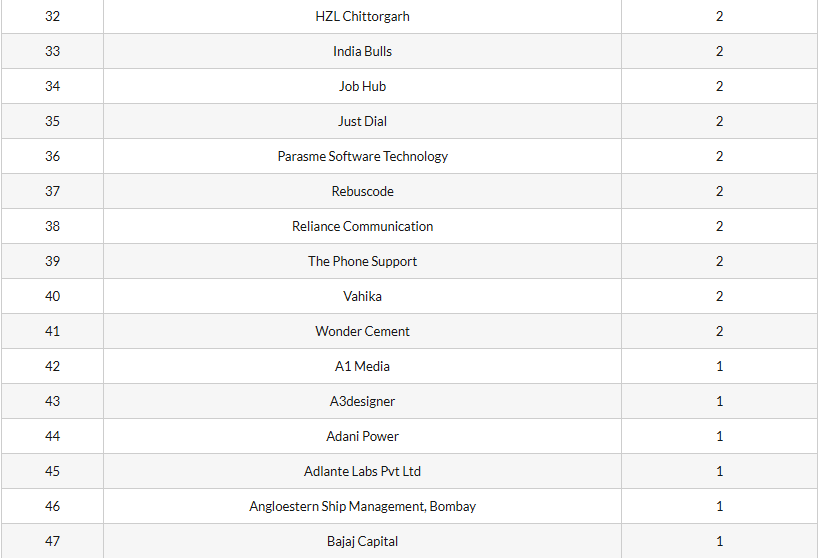 32 HZL Chittorgarh 2
33 India Bulls 2
34 Job Hub 2
35 Just Dial 2
36 Parasme Software Technology 2
37 Rebuscode 2
38 Reliance Communication 2
39 The Phone Support 2
40 Vahika 2
41 Wonder Cement 2
42 A1 Media 1
43 A3designer 1
44 Adani Power 1
45 Adlante Labs Pvt Ltd 1
46 Angloestern Ship Management, Bombay 1
47 Bajaj Capital 1